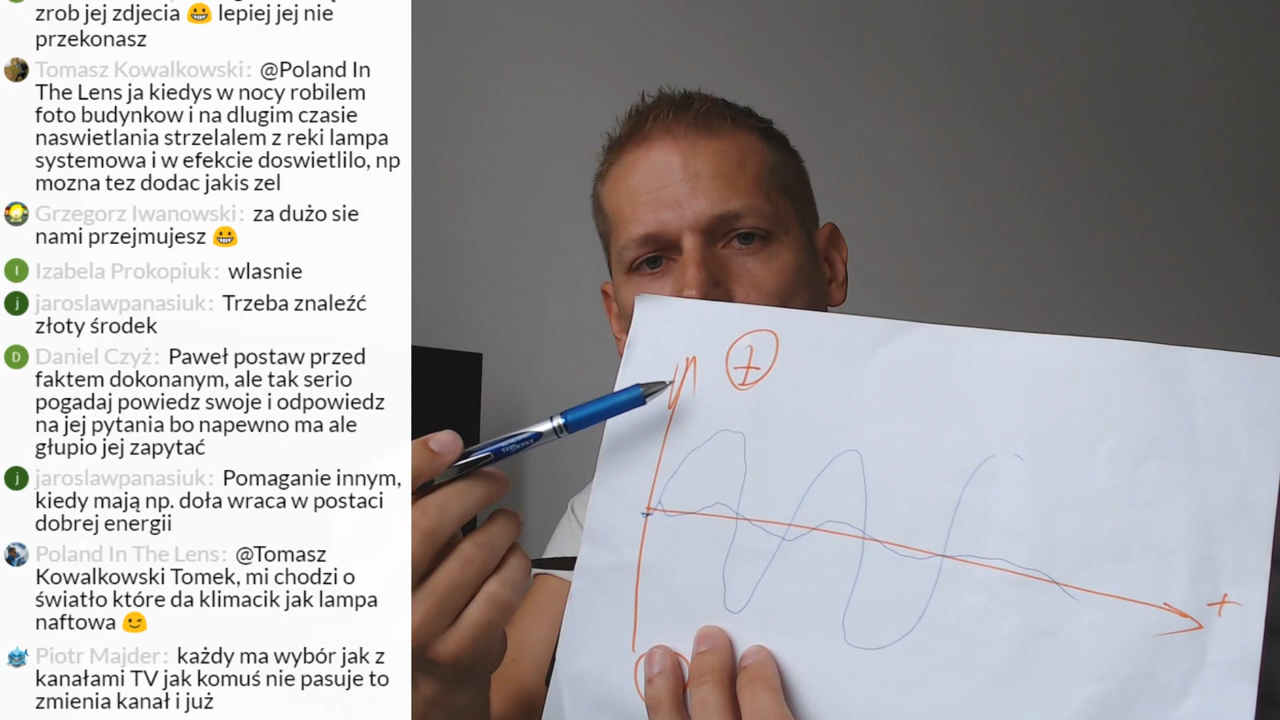 zrob jej zdjecia 😀 lepiej jej nie
przekonasz
Tomasz Kowalkowski: @Poland In
The Lens ja kiedys w nocy robilem
foto budynkow i na dlugim czasie
naswietlania strzelalem z reki lampa
systemowa i w efekcie doswietlilo, np
mozna tez dodac jakis zel
Grzegorz Iwanowski: za dużo sie
nami przejmujesz 😀
I Izabela Prokopiuk: wlasnie
j jaroslawpanasiuk: Trzeba znaleźć
złoty środek
D Daniel Czyż: Paweł postaw przed
faktem dokonanym, ale tak serio
pogadaj powiedz swoje i odpowiedz
na jej pytania bo napewno ma ale
głupio jej zapytać
j jaroslawpanasiuk: Pomaganie innym,
kiedy mają np. doła wraca w postaci
dobrej energii
Poland In The Lens: @Tomasz
Kowalkowski Tomek, mi chodzi o
światło które da klimacik jak lampa
naftowa 😉
Piotr Majder: każdy ma wybór jak z
kanałami TV jak komuś nie pasuje to
zmienia kanał i już
+
+